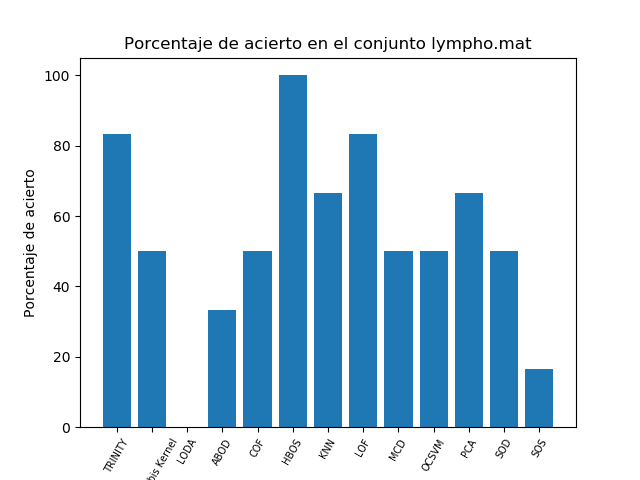 Porcentaje de acierto en el conjunto lympho.mat
Porcentaje de acierto
100
80
60
40
20
0
TRINITY
Kernel
LODA
ABOD
COF
HBOS
KNN
LOF
MCD
OCSVM
PCA
SOD
SOS